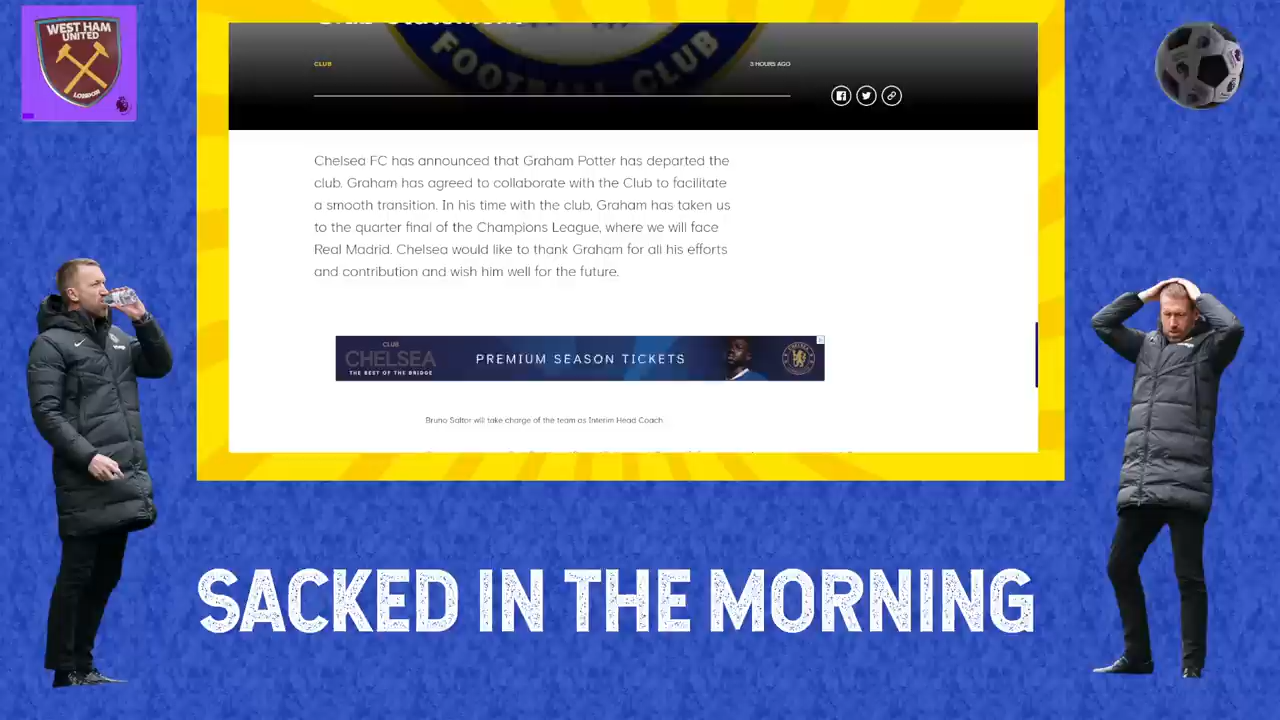 WEST HAM
UNITED
LONDON
FOOTBALL CLUB
CLUB
3 HOURS AGO
Chelsea FC has announced that Graham Potter has departed the
club. Graham has agreed to collaborate with the Club to facilitate
a smooth transition. In his time with the club, Graham has taken us
to the quarter final of the Champions League, where we will face
Real Madrid. Chelsea would like to thank Graham for all his efforts
and contribution and wish him well for the future.
CLUB
CHELSEA
THE BEST OF THE BRIDGE
PREMIUM SEASON TICKETS
Bruno Saltor will take charge of the team as Interim Head Coach.
SACKED IN THE MORNING